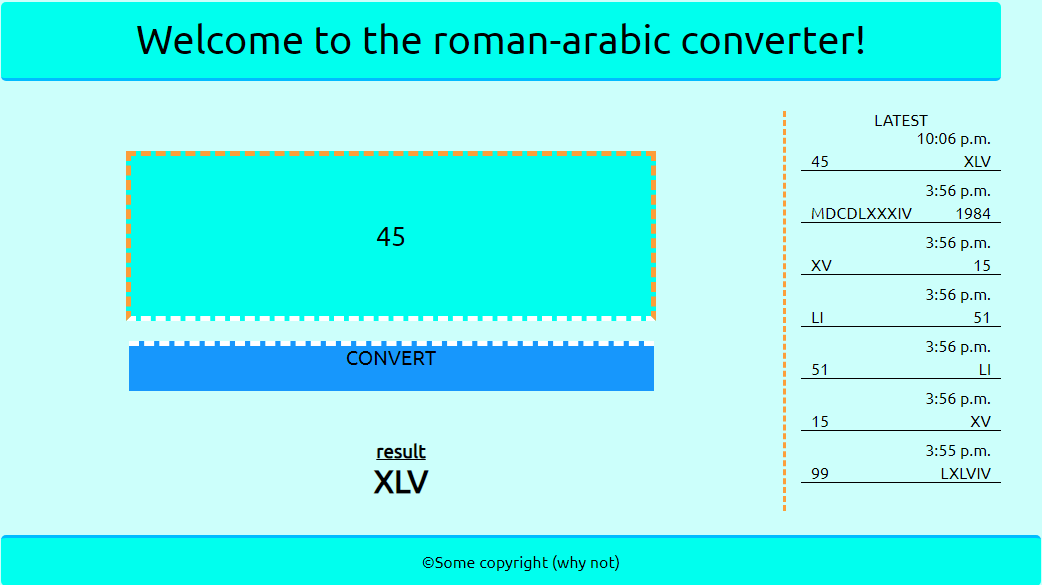 Welcome to the roman-arabic converter!
45
CONVERT
result
XLV
LATEST
10:06 p.m.
45 XLV
3:56 p.m.
MDCDLXXXIV 1984
3:56 p.m.
XV 15
3:56 p.m.
LI 51
3:56 p.m.
51 LI
3:56 p.m.
15 XV
3:55 p.m.
99 LXLVIV
©Some copyright (why not)